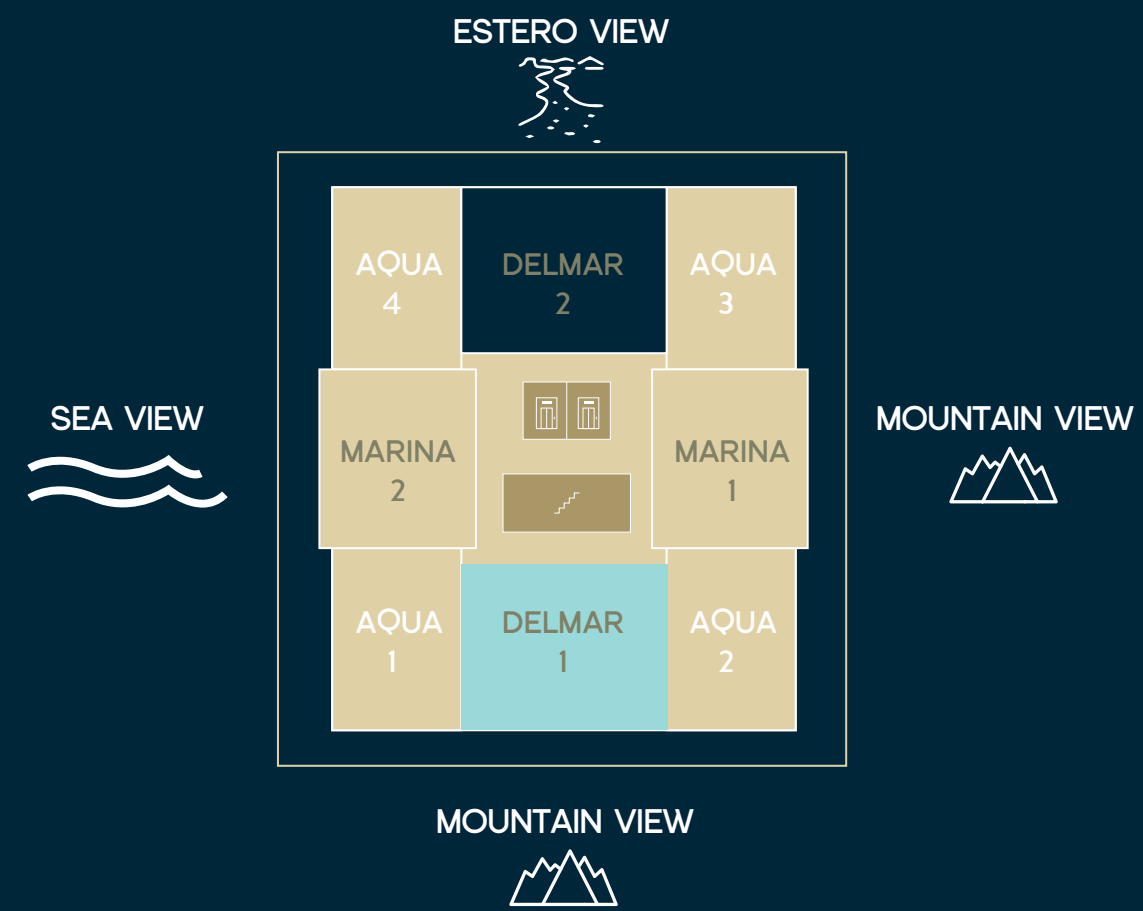 ESTERO VIEW
AQUA
4
DELMAR
2
AQUA
3
SEA VIEW
MARINA
2
MARINA
1
MOUNTAIN VIEW
AQUA
1
DELMAR
1
AQUA
2
MOUNTAIN VIEW